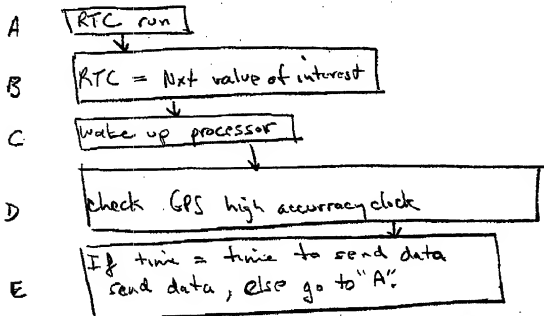 A RTC run
B RTC = Nxt value of interest
C wake up processor
D check GPS high accurracy clock
E If time = time to send data
send data, else go to "A".